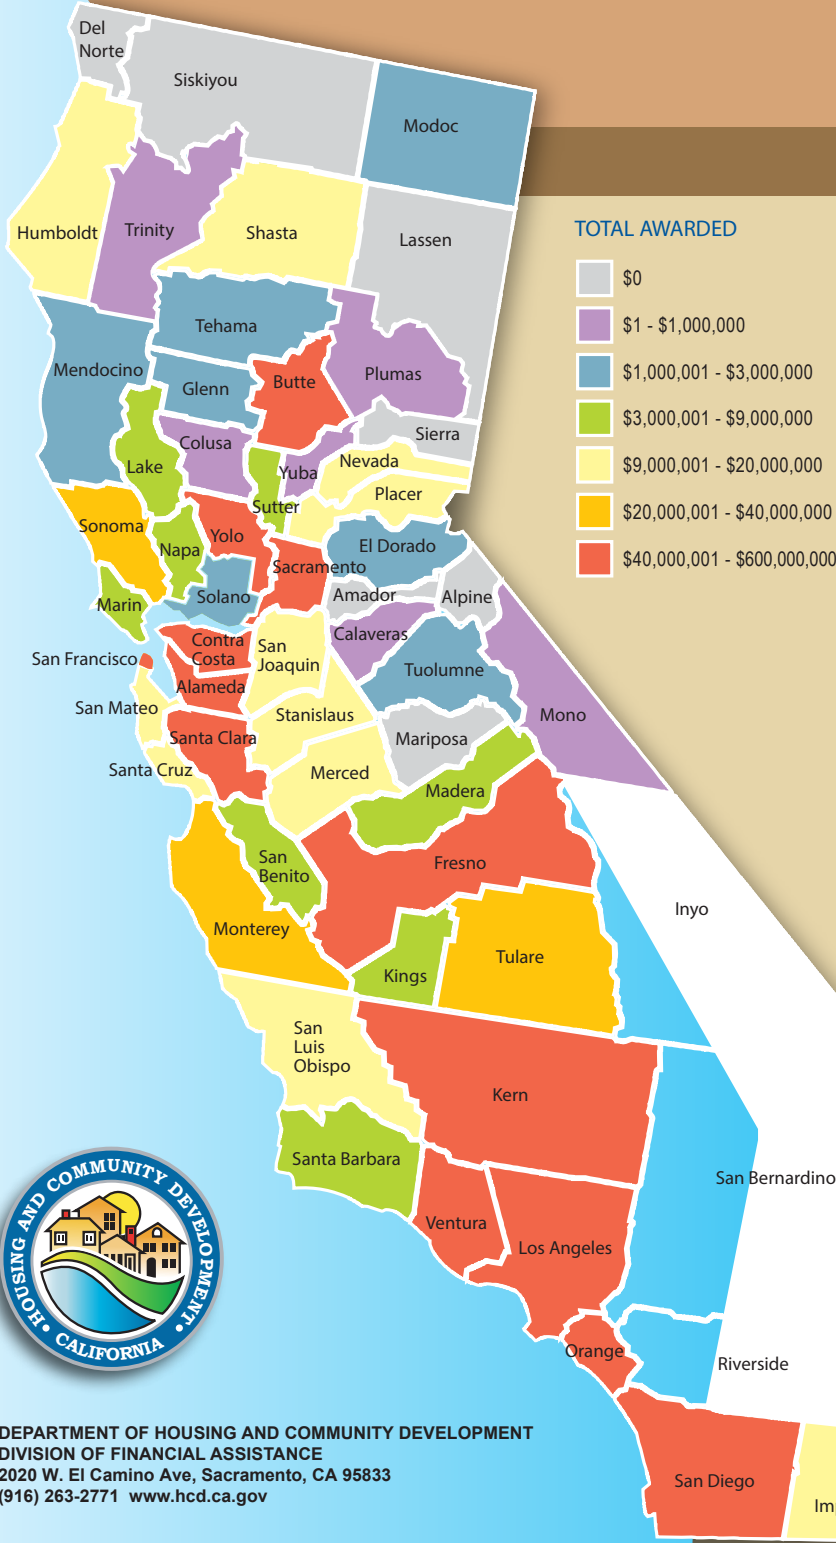 Del
Norte
Siskiyou
Modoc
Humboldt
Trinity
Shasta
Lassen
TOTAL AWARDED
$0
$1 - $1,000,000
$1,000,001 - $3,000,000
$3,000,001 - $9,000,000
$9,000,001 - $20,000,000
$20,000,001 - $40,000,000
$40,000,001 - $600,000,000
Tehama
Mendocino
Glenn
Butte
Plumas
Colusa
Sierra
Lake
Yuba
Nevada
Placer
Sutter
Sonoma
Napa
Yolo
El Dorado
Sacramento
Marin
Solano
Amador
Alpine
Calaveras
San Francisco
Contra
Costa
San
Joaquin
Tuolumne
Alameda
San Mateo
Stanislaus
Mono
Santa Clara
Mariposa
Santa Cruz
Merced
Madera
San
Benito
Fresno
Inyo
Monterey
Tulare
Kings
San
Luis
Obispo
Kern
Santa Barbara
San Bernardino
Ventura
Los Angeles
Orange
Riverside
San Diego
Im
HOUSING AND COMMUNITY DEVELOPMENT
• CALIFORNIA •
DEPARTMENT OF HOUSING AND COMMUNITY DEVELOPMENT
DIVISION OF FINANCIAL ASSISTANCE
2020 W. El Camino Ave, Sacramento, CA 95833
(916) 263-2771 www.hcd.ca.gov